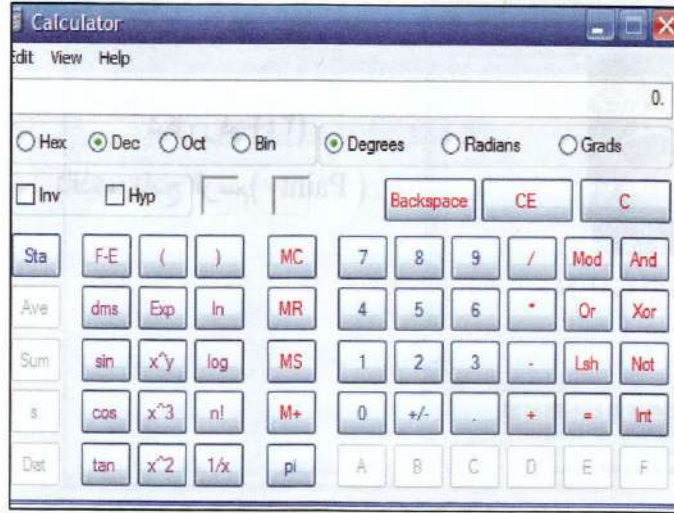 Calculator
Edit View Help
0.
Hex Dec Oct Bin Degrees Radians Grads
Inv Hyp Backspace CE C
Sta F-E ( ) MC 7 8 9 / Mod And
Ave dms Exp ln MR 4 5 6 * Or Xor
Sum sin x^y log MS 1 2 3 - Lsh Not
s cos x^3 n! M+ 0 +/- . + = Int
Dat tan x^2 1/x pi A B C D E F